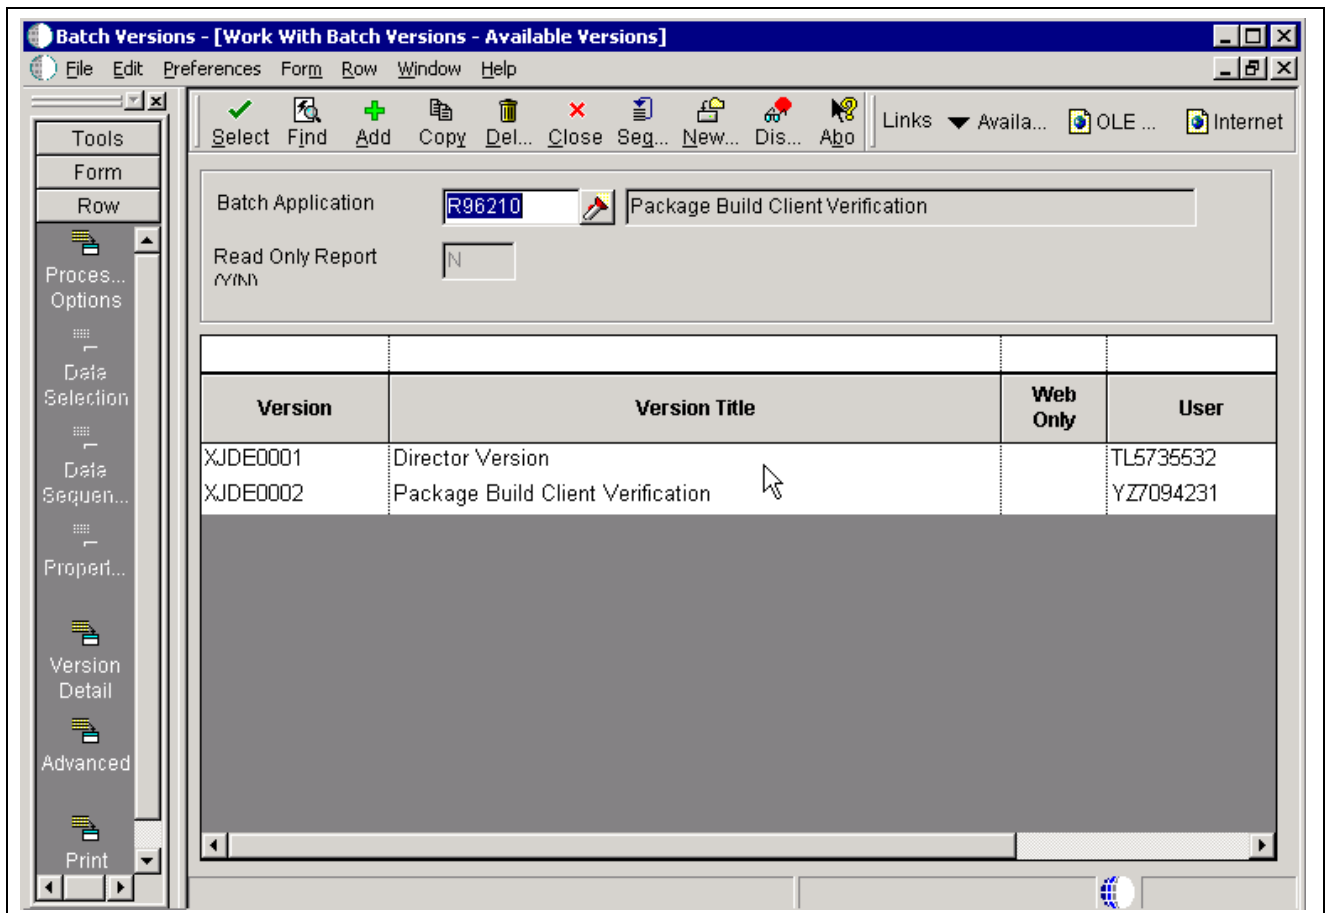 Batch Versions - [Work With Batch Versions - Available Versions]
File Edit Preferences Form Row Window Help
Select Find Add Copy Del... Close Seq... New... Dis... Abo Links Availa... OLE ... Internet
Tools
Form
Row
Proces...
Options
Data
Selection
Data
Sequen...
Propert...
Version
Detail
Advanced
Print
Batch Application R96210 Package Build Client Verification
Read Only Report N
(Y/N)
Version Version Title Web Only User
XJDE0001 Director Version TL5735532
XJDE0002 Package Build Client Verification YZ7094231